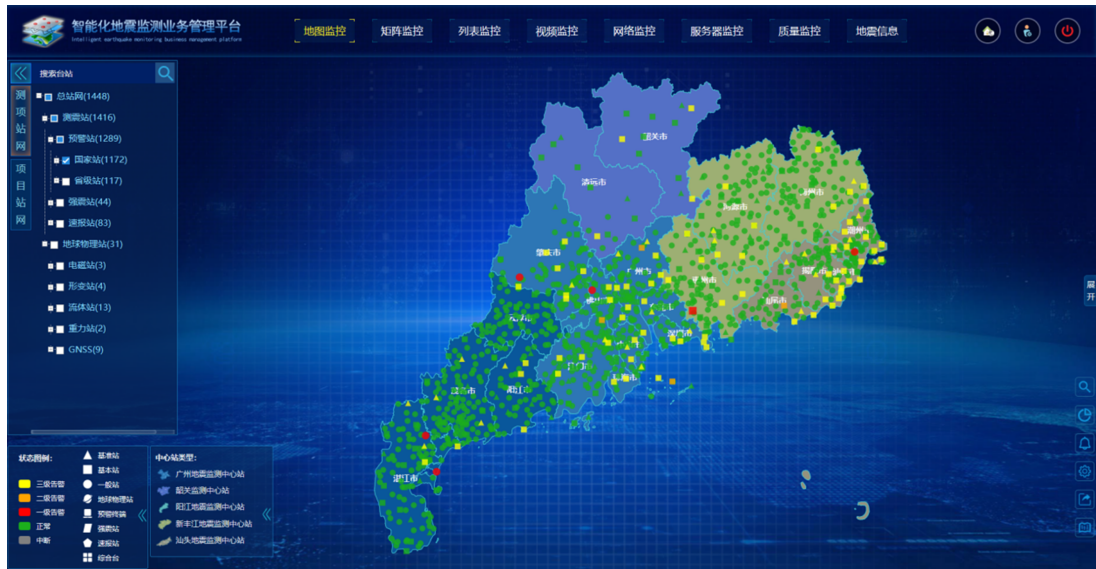 智能化地震监测业务管理平台
Intelligent earthquake monitoring business management platform
地图监控 矩阵监控 列表监控 视频监控 网络监控 服务器监控 质量监控 地震信息
搜索台站
测项站网
项目站网
总站网(1448)
测震站(1416)
预警站(1289)
国家站(1172)
省级站(117)
强震站(44)
速报站(83)
地球物理站(31)
电磁站(3)
形变站(4)
流体站(13)
重力站(2)
GNSS(9)
韶关市
清远市
河源市
梅州市
潮州
肇庆市
广州市
惠州市
汕尾市
云浮市
深圳市
江门市
珠海市
茂名市
阳江市
湛江市
展开
状态图例:
三级告警
二级告警
一级告警
正常
中断
基准站
基本站
一般站
地球物理站
预警终端
强震站
速报站
综合台
中心站类型:
广州地震监测中心站
韶关监测中心站
阳江地震监测中心站
新丰江地震监测中心站
汕头地震监测中心站